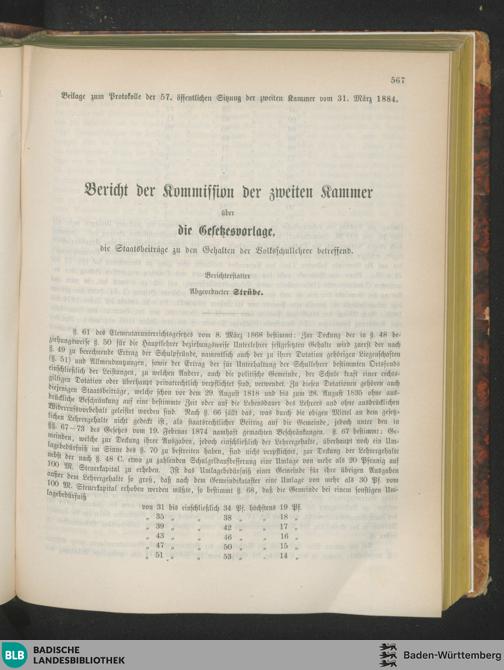 567
Beilage zum Protokolle der 57. öffentlichen Sitzung der zweiten Kammer vom 31. März 1884.
Bericht der Kommission der zweiten Kammer
über
die Gesetzesvorlage,
die Staatsbeiträge zu den Gehalten der Volksschullehrer betreffend.
Berichterstatter
Abgeordneter Strübe.
§. 61 des Elementarunterrichtsgesetzes vom 8. März 1868 bestimmt: Zur Deckung der in §. 48 be-
ziehungsweise §. 50 für die Hauptlehrer beziehungsweise Unterlehrer festgesetzten Gehalte wird zuerst der nach
§. 49 zu berechnende Ertrag der Schulpfründe, namentlich auch der zu ihrer Dotation gehörigen Liegenschaften
(§. 51) und Allmendnutzungen, sowie der Ertrag der für Unterhaltung der Schullehrer bestimmten Ortsfonds
einschließlich der Leistungen, zu welchen Andere, auch die politische Gemeinde, der Schule kraft einer rechts-
giltigen Dotation oder überhaupt privatrechtlich verpflichtet sind, verwendet. Zu diesen Dotationen gehören auch
diejenigen Staatsbeiträge, welche schon vor dem 29. August 1818 und bis zum 28. August 1835 ohne aus-
drückliche Beschränkung auf eine bestimmte Zeit oder auf die Lebensdauer des Lehrers und ohne ausdrücklichen
Widerrufsvorbehalt geleistet worden sind. Nach §. 66 fällt das, was durch die obigen Mittel an dem gesetz-
lichen Lehrergehalte nicht gedeckt ist, als staatsrechtlicher Beitrag auf die Gemeinde, jedoch unter den in
§§. 67—73 des Gesetzes vom 19. Februar 1874 namhaft gemachten Beschränkungen. §. 67 bestimmt: Ge-
meinden, welche zur Deckung ihrer Ausgaben, jedoch einschließlich der Lehrergehalte, überhaupt noch ein Um-
lagebedürfniß im Sinne des §. 70 zu bestreiten haben, sind nicht verpflichtet, zur Deckung der Lehrergehalte
nebst der nach §. 48 C. etwa zu zahlenden Schulgeldaufbesserung eine Umlage von mehr als 20 Pfennig auf
100 M. Steuerkapital zu erheben. Ist das Umlagebedürfniß einer Gemeinde für ihre übrigen Ausgaben
außer dem Lehrergehalte so groß, daß nach dem Gemeindekataster eine Umlage von mehr als 30 Pf. vom
100 M. Steuerkapital erhoben werden müßte, so bestimmt §. 68, daß die Gemeinde bei einem sonstigen Um-
lagebedürfniß
von 31 bis einschließlich 34 Pf. höchstens 19 Pf.
„ 35 „ „ 38 „ „ 18 „
„ 39 „ „ 42 „ „ 17 „
„ 43 „ „ 46 „ „ 16 „
„ 47 „ „ 50 „ „ 15 „
„ 51 „ „ 53 „ „ 14 „
BLB BADISCHE
LANDESBIBLIOTHEK
Baden-Württemberg